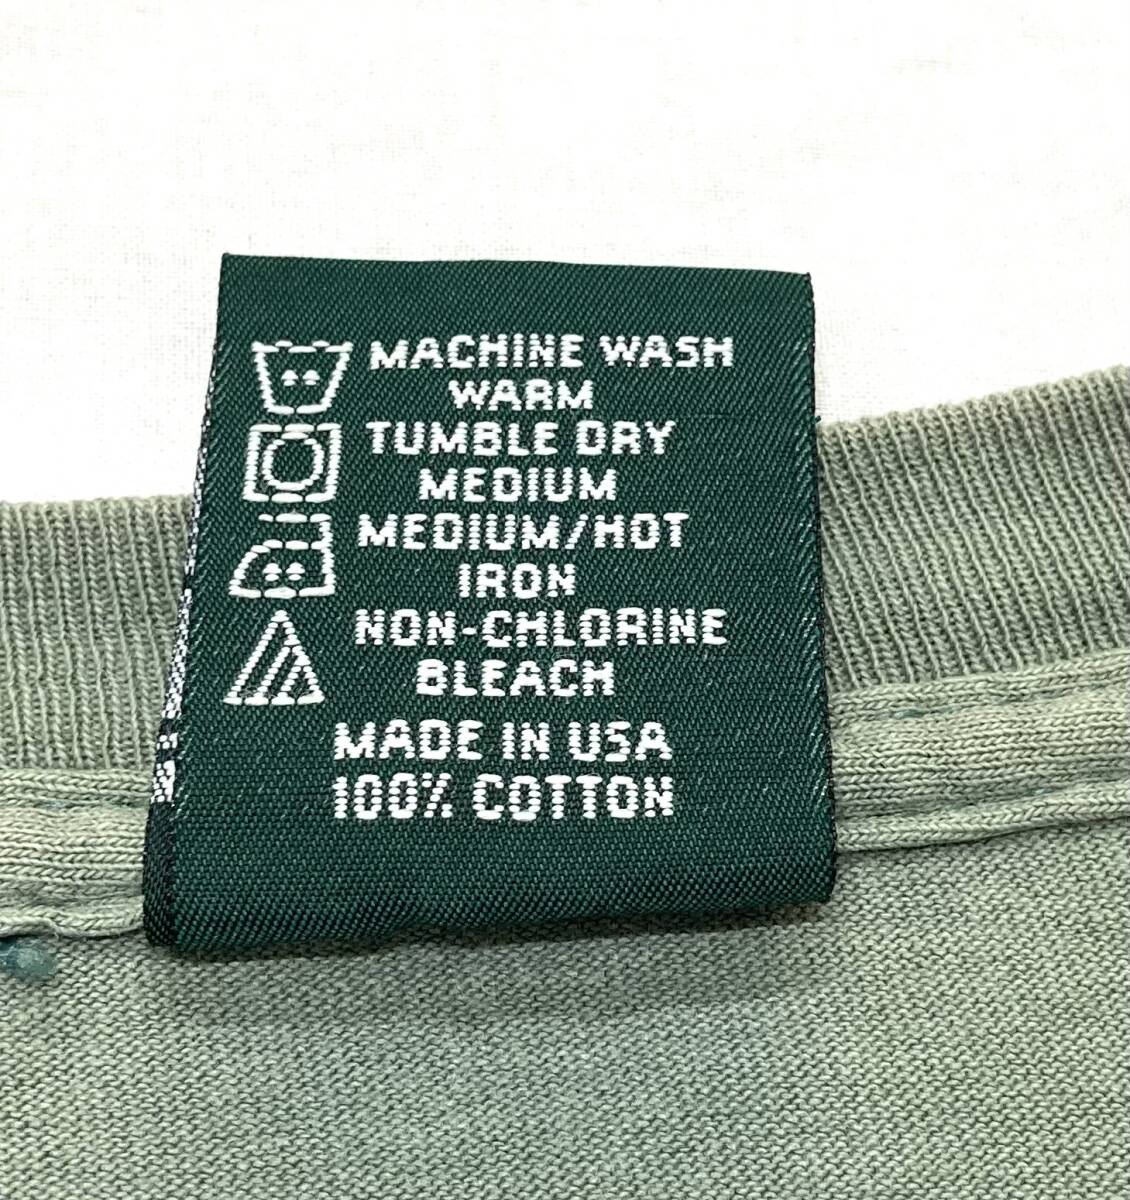 MACHINE WASH
WARM
TUMBLE DRY
MEDIUM
MEDIUM/HOT
IRON
NON-CHLORINE
BLEACH
MADE IN USA
100% COTTON